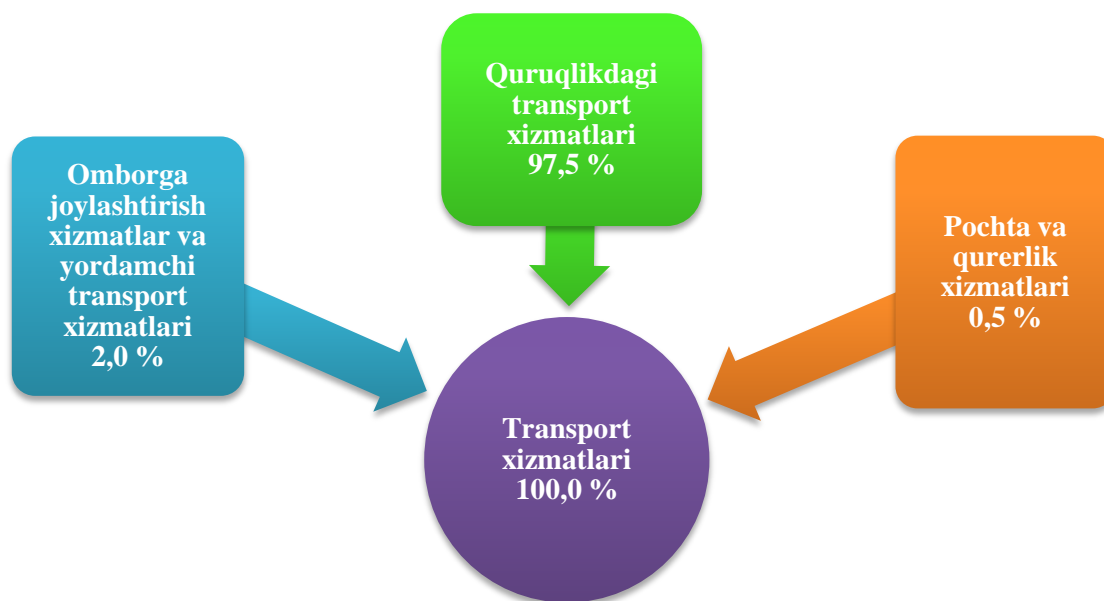 Quruqlikdagi
transport
xizmatlari
97,5 %
Omborga
joylashtirish
xizmatlar va
yordamchi
transport
xizmatlari
2,0 %
Pochta va
qurerlik
xizmatlari
0,5 %
Transport
xizmatlari
100,0 %